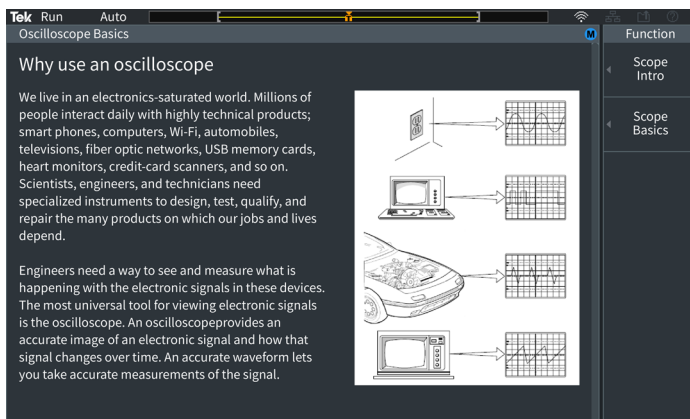 Tek Run Auto
Oscilloscope Basics
M
Function
Why use an oscilloscope
Scope
Intro
Scope
Basics
We live in an electronics-saturated world. Millions of
people interact daily with highly technical products;
smart phones, computers, Wi-Fi, automobiles,
televisions, fiber optic networks, USB memory cards,
heart monitors, credit-card scanners, and so on.
Scientists, engineers, and technicians need
specialized instruments to design, test, qualify, and
repair the many products on which our jobs and lives
depend.
Engineers need a way to see and measure what is
happening with the electronic signals in these devices.
The most universal tool for viewing electronic signals
is the oscilloscope. An oscilloscopeprovides an
accurate image of an electronic signal and how that
signal changes over time. An accurate waveform lets
you take accurate measurements of the signal.